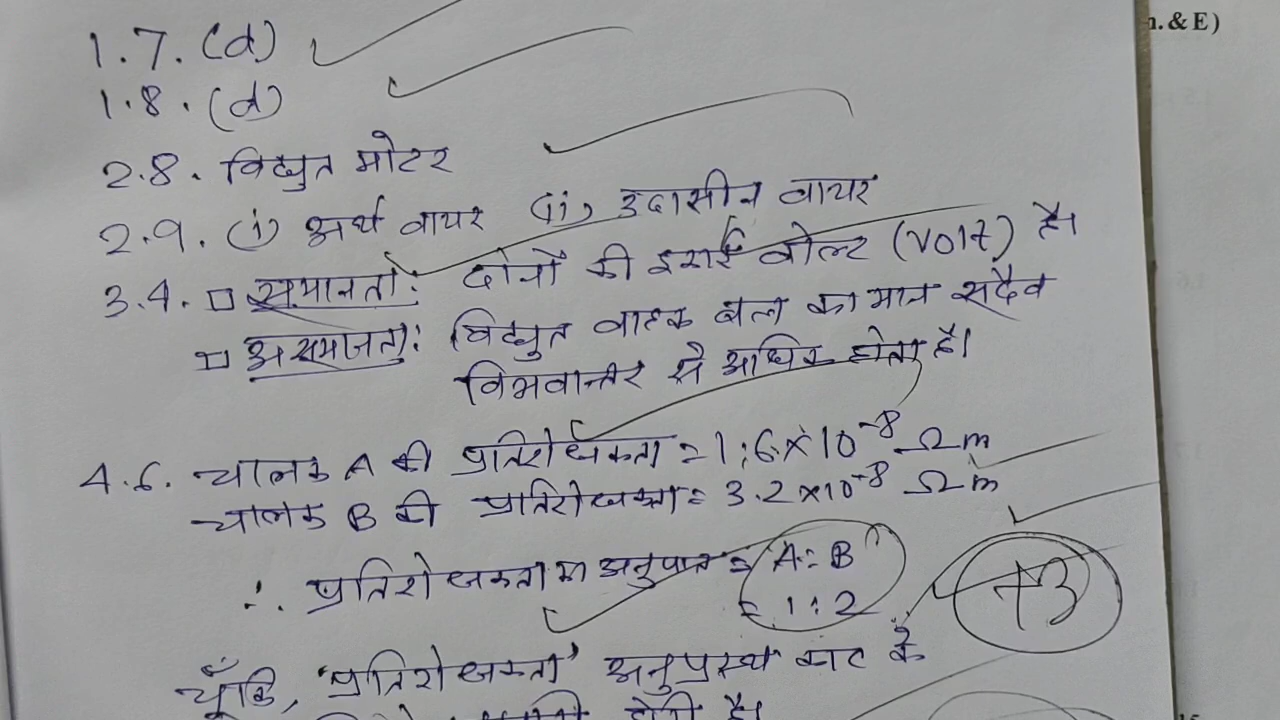 n. & E)
1.7. (d)
1.8. (d)
2.8. विद्युत मोटर
2.9. (i) अर्थ वायर (ii) उदासीन वायर
3.4. □ समानता: दोनों की इकाई वोल्ट (Volt) है।
□ असमानता: विद्युत वाहक बल का मान सदैव
विभवान्तर से अधिक होता है।
4.6. चालक A की प्रतिरोधकता = 1.6 × 10⁻⁸ Ωm
चालक B की प्रतिरोधकता = 3.2 × 10⁻⁸ Ωm
∴ प्रतिरोधकता का अनुपात = A : B
= 1 : 2
+3
चूँकि, 'प्रतिरोधकता' अनुप्रस्थ काट के
होती है।